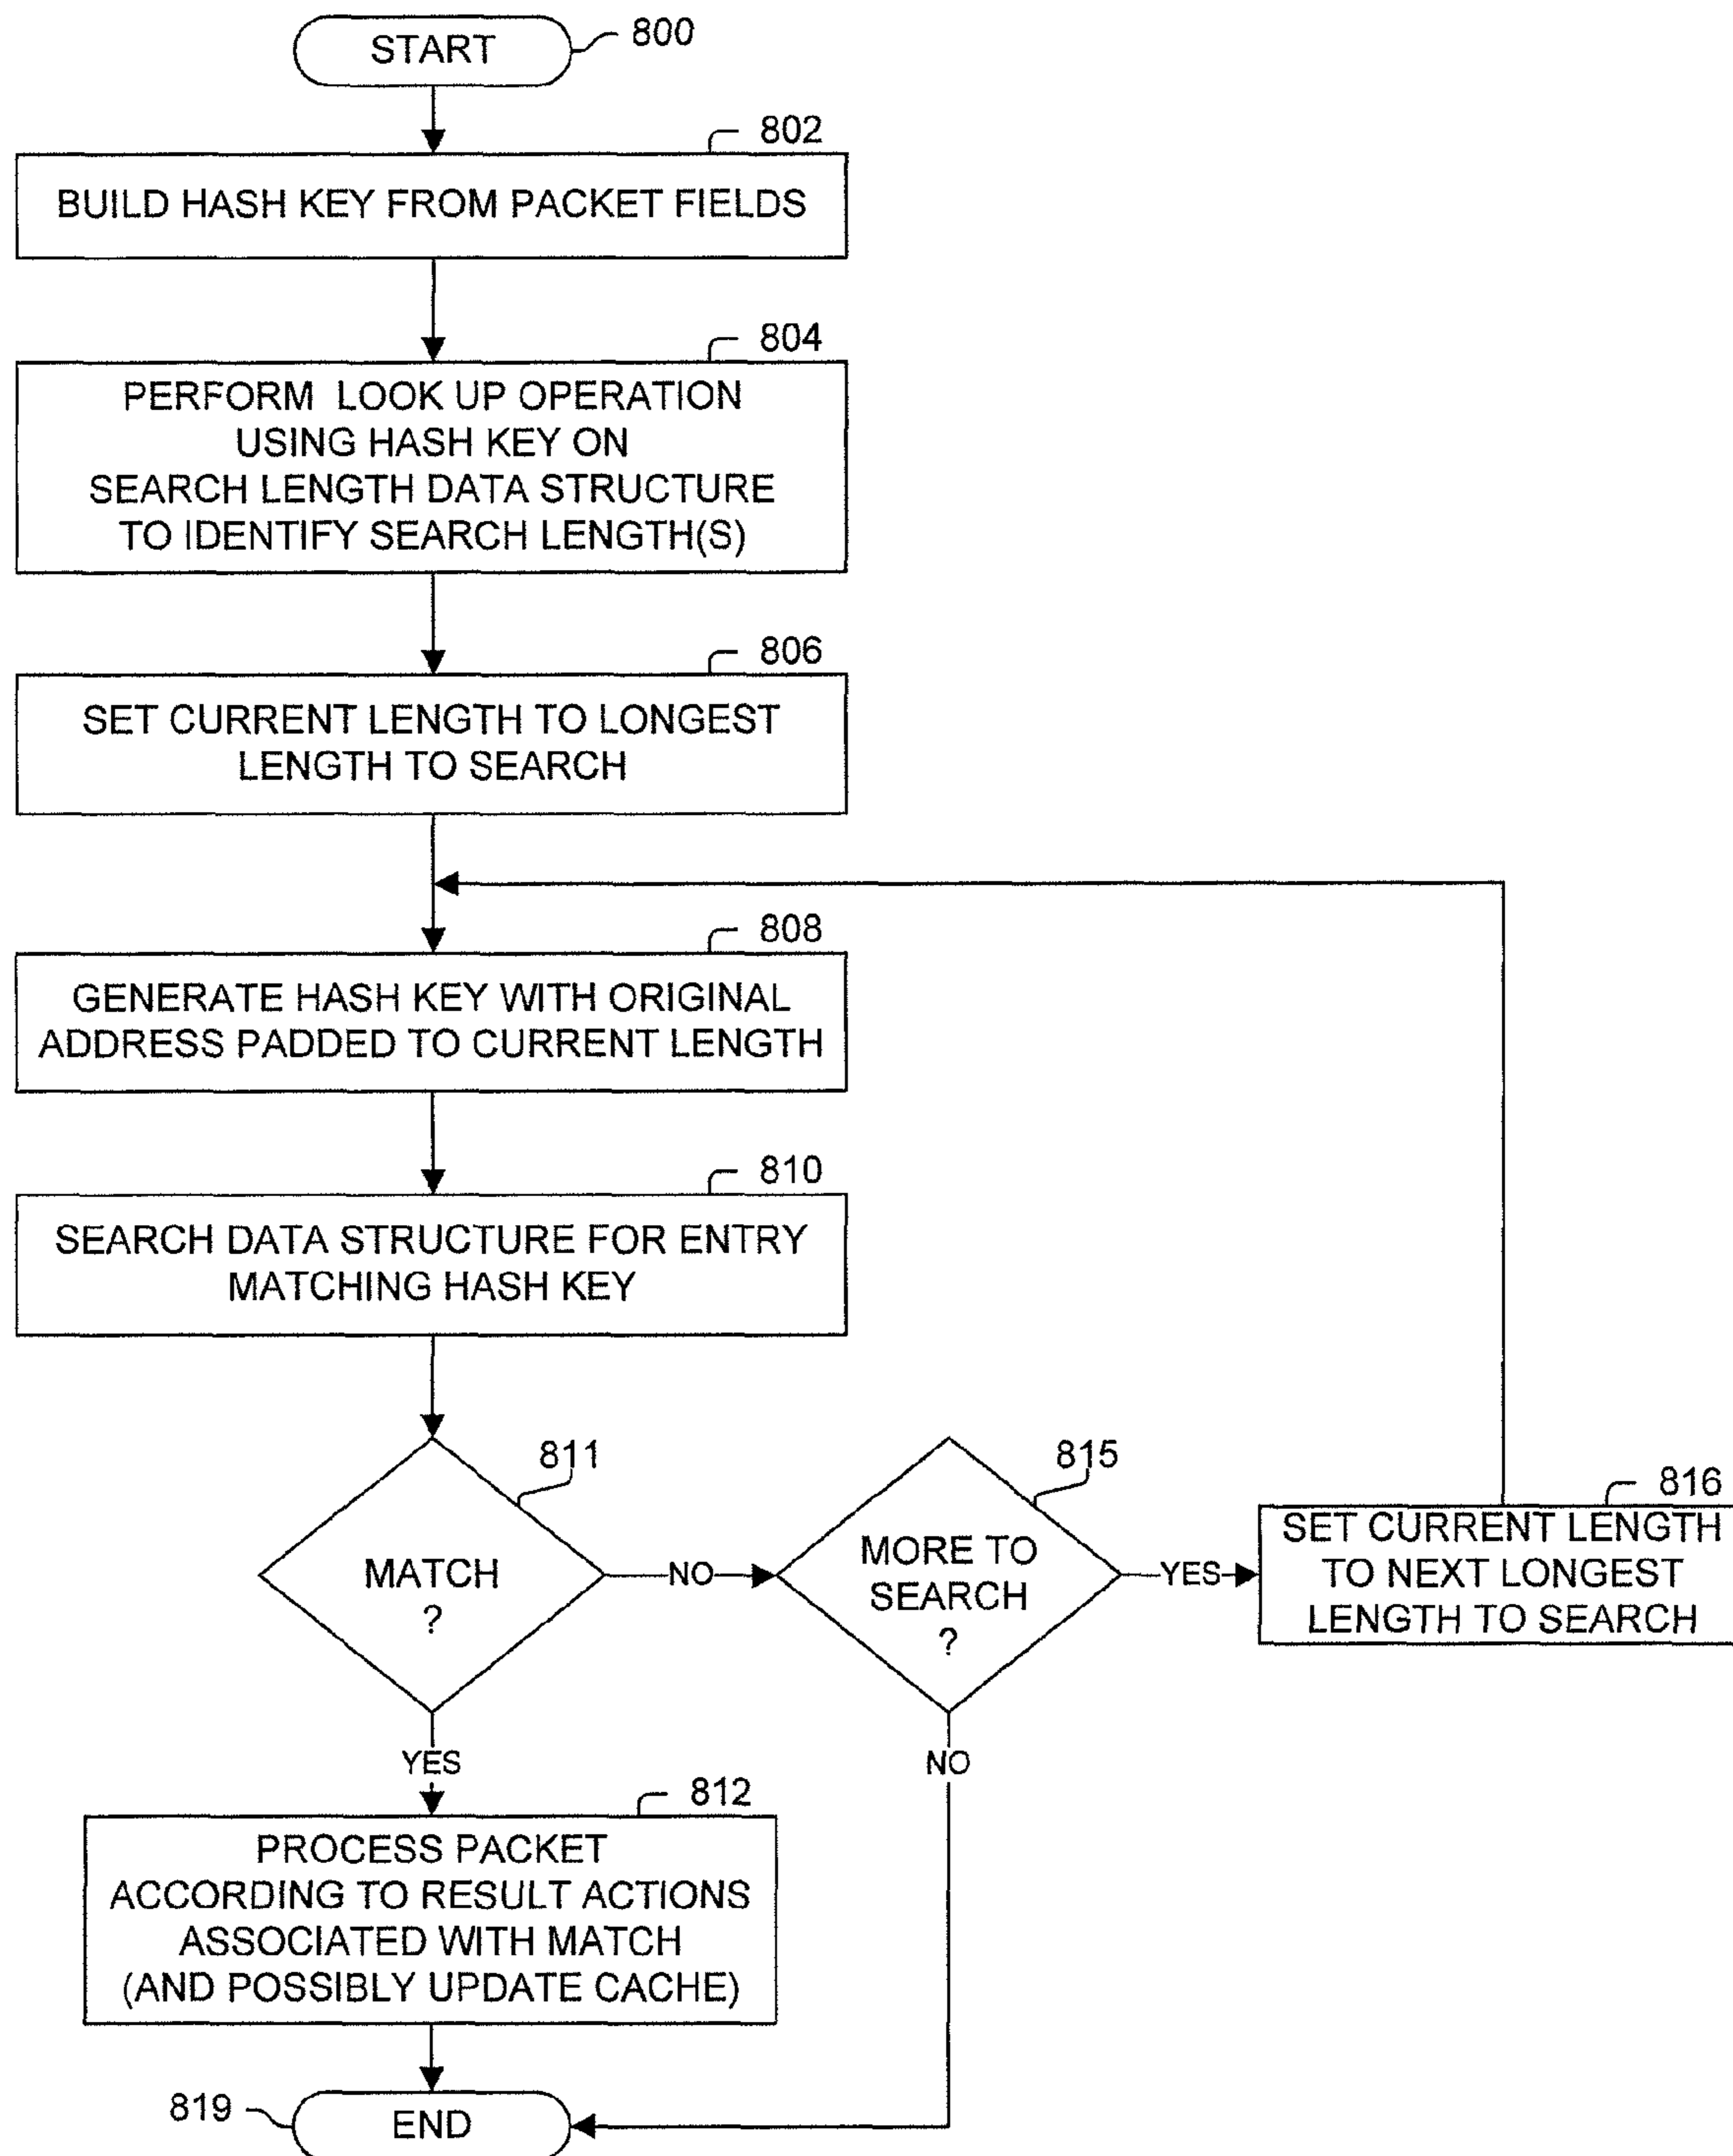 START
800
802
BUILD HASH KEY FROM PACKET FIELDS
804
PERFORM LOOK UP OPERATION
USING HASH KEY ON
SEARCH LENGTH DATA STRUCTURE
TO IDENTIFY SEARCH LENGTH(S)
806
SET CURRENT LENGTH TO LONGEST
LENGTH TO SEARCH
808
GENERATE HASH KEY WITH ORIGINAL
ADDRESS PADDED TO CURRENT LENGTH
810
SEARCH DATA STRUCTURE FOR ENTRY
MATCHING HASH KEY
811
MATCH
?
NO
815
MORE TO
SEARCH
?
YES
816
SET CURRENT LENGTH
TO NEXT LONGEST
LENGTH TO SEARCH
YES
NO
812
PROCESS PACKET
ACCORDING TO RESULT ACTIONS
ASSOCIATED WITH MATCH
(AND POSSIBLY UPDATE CACHE)
819
END